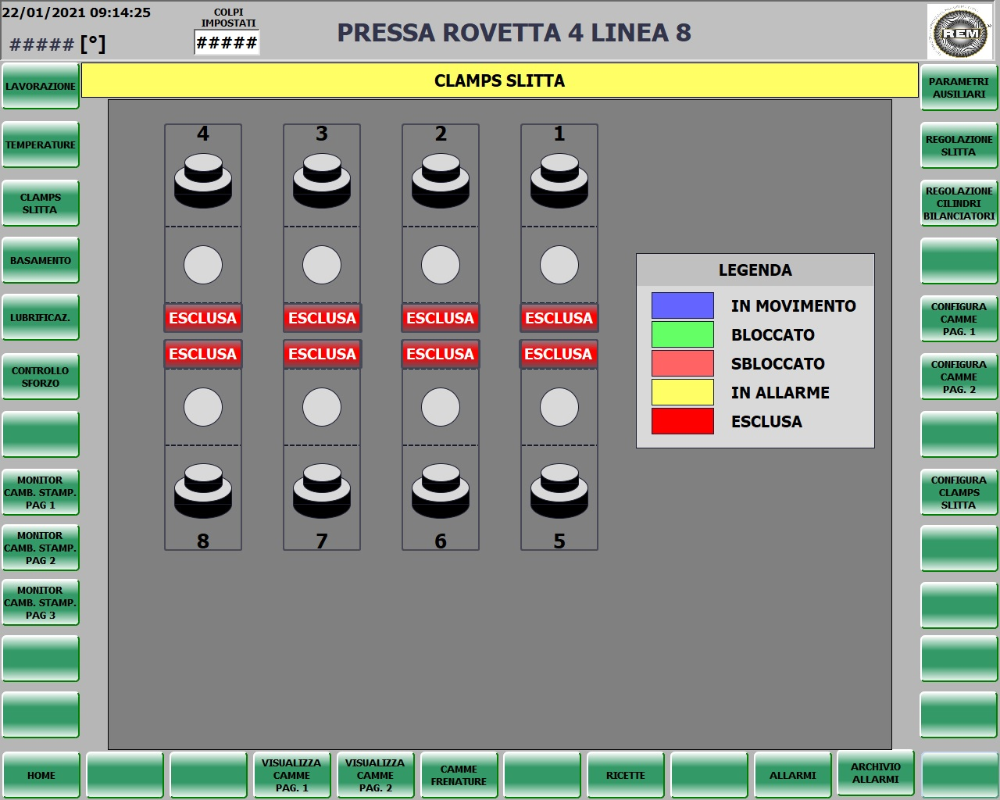 22/01/2021 09:14:25
##### [°]
COLPI
IMPOSTATI
#####
PRESSA ROVETTA 4 LINEA 8
REM
CLAMPS SLITTA
LAVORAZIONE
TEMPERATURE
CLAMPS
SLITTA
BASAMENTO
LUBRIFICAZ.
CONTROLLO
SFORZO
MONITOR
CAMB. STAMP.
PAG 1
MONITOR
CAMB. STAMP.
PAG 2
MONITOR
CAMB. STAMP.
PAG 3
4 3 2 1
ESCLUSA ESCLUSA ESCLUSA ESCLUSA
ESCLUSA ESCLUSA ESCLUSA ESCLUSA
8 7 6 5
LEGENDA
IN MOVIMENTO
BLOCCATO
SBLOCCATO
IN ALLARME
ESCLUSA
PARAMETRI
AUSILIARI
REGOLAZIONE
SLITTA
REGOLAZIONE
CILINDRI
BILANCIATORI
CONFIGURA
CAMME
PAG. 1
CONFIGURA
CAMME
PAG. 2
CONFIGURA
CLAMPS
SLITTA
HOME
VISUALIZZA
CAMME
PAG. 1
VISUALIZZA
CAMME
PAG. 2
CAMME
FRENATURE
RICETTE
ALLARMI
ARCHIVIO
ALLARMI